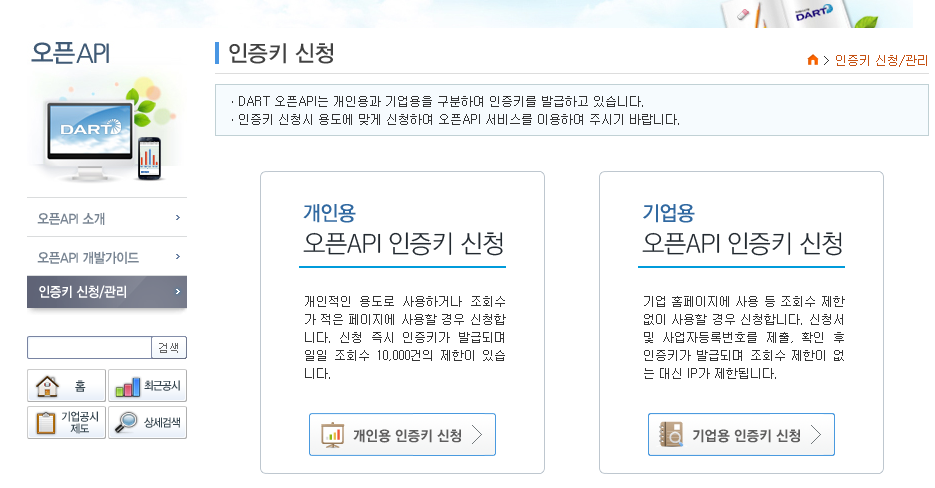 DART
오픈API
인증키 신청
> 인증키 신청/관리
DART
· DART 오픈API는 개인용과 기업용을 구분하여 인증키를 발급하고 있습니다.
· 인증키 신청시 용도에 맞게 신청하여 오픈API 서비스를 이용하여 주시기 바랍니다.
오픈API 소개
오픈API 개발가이드
인증키 신청/관리
검색
홈
최근공시
기업공시
제도
상세검색
개인용
오픈API 인증키 신청
개인적인 용도로 사용하거나 조회수
가 적은 페이지에 사용할 경우 신청합
니다. 신청 즉시 인증키가 발급되며
일일 조회수 10,000건의 제한이 있습
니다.
개인용 인증키 신청
기업용
오픈API 인증키 신청
기업 홈페이지에 사용 등 조회수 제한
없이 사용할 경우 신청합니다. 신청서
및 사업자등록번호를 제출, 확인 후
인증키가 발급되며 조회수 제한이 없
는 대신 IP가 제한됩니다.
기업용 인증키 신청